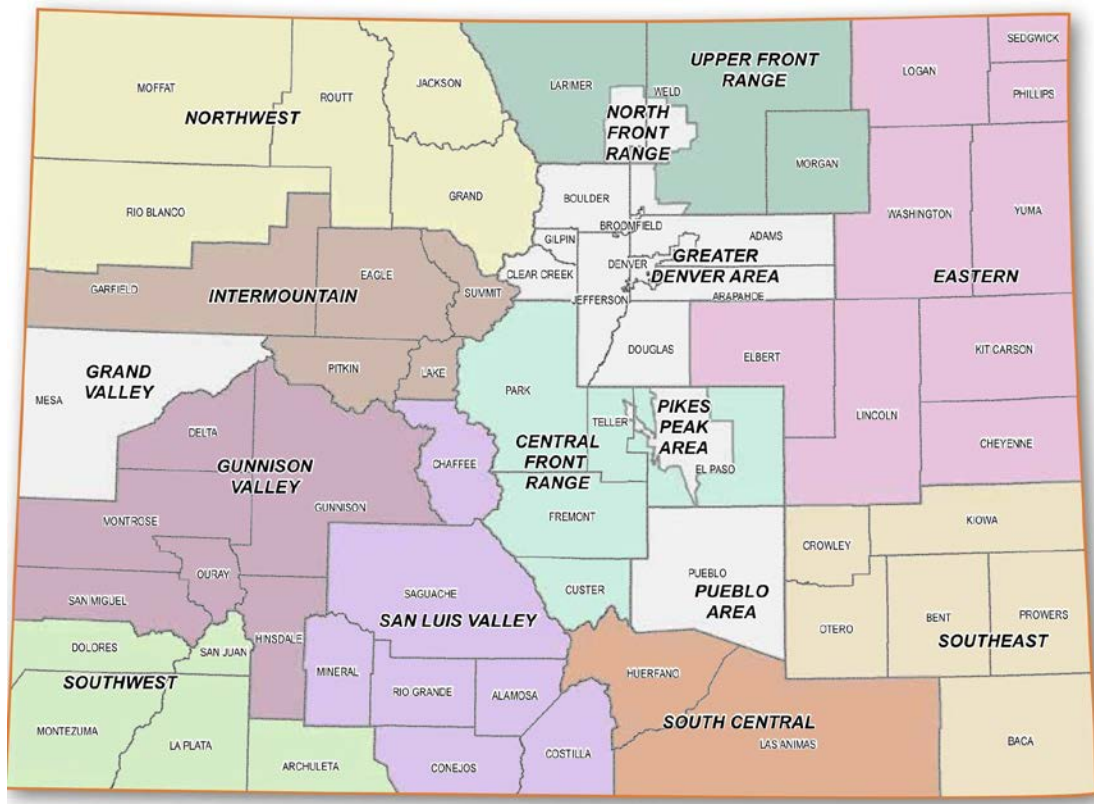 SEDGWICK
LOGAN
UPPER FRONT
RANGE
JACKSON
MOFFAT
ROUTT
LARIMER
WELD
PHILLIPS
NORTHWEST
NORTH
FRONT
RANGE
MORGAN
GRAND
BOULDER
RIO BLANCO
WASHINGTON
YUMA
BROOMFIELD
ADAMS
GILPIN
GREATER
DENVER AREA
DENVER
EAGLE
CLEAR CREEK
EASTERN
GARFIELD
INTERMOUNTAIN
SUMMIT
JEFFERSON
ARAPAHOE
DOUGLAS
ELBERT
KIT CARSON
GRAND
VALLEY
PITKIN
LAKE
MESA
PARK
PIKES
PEAK
AREA
LINCOLN
TELLER
DELTA
CENTRAL
FRONT
RANGE
CHEYENNE
GUNNISON
VALLEY
CHAFFEE
EL PASO
GUNNISON
MONTROSE
FREMONT
KIOWA
CROWLEY
OURAY
PUEBLO
PUEBLO
AREA
SAN MIGUEL
SAGUACHE
CUSTER
SAN LUIS VALLEY
OTERO
BENT
PROWERS
SOUTHEAST
DOLORES
SAN JUAN
HINSDALE
SOUTHWEST
MINERAL
HUERFANO
RIO GRANDE
ALAMOSA
SOUTH CENTRAL
MONTEZUMA
LA PLATA
LAS ANIMAS
BACA
ARCHULETA
CONEJOS
COSTILLA